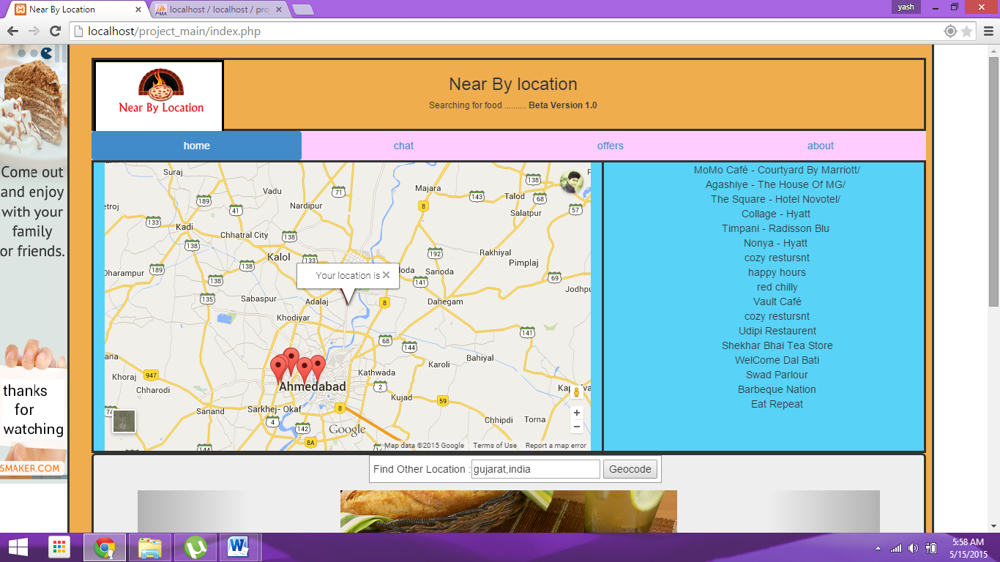 Near By Location
localhost / localhost / pro
yash
localhost/project_main/index.php
Come out
and enjoy
with your
family
or friends.
thanks
for
watching
5MAKER.COM
Near By Location
Near By location
Searching for food .......... Beta Version 1.0
home chat offers about
Suraj
Vadu
Nardipur
Majara
Talod
Salatpur
Kadi
Chhatral City
Kalol
Rakhiyal
Pimplaj
Dharampur
Sanoda
Your location is
Sabaspur
Adalaj
Dahegam
Jodhpu
Khodiyar
Bahiyal
Karoli
Kathwada
Khoraj
Chharodi
Ahmedabad
Kujad
Sanand
Sarkhej- Okaf
Chhipdi
Torna
138
189
71
143
68
41
8
57
133
138
138
133
192
189
138
138
141
69
135
8
68
144
141
947
2
59
8
4
142
8A
144
Google
Map data ©2015 Google Terms of Use Report a map error
MoMo Café - Courtyard By Marriott/
Agashiye - The House Of MG/
The Square - Hotel Novotel/
Collage - Hyatt
Timpani - Radisson Blu
Nonya - Hyatt
cozy restursnt
happy hours
red chilly
Vault Café
cozy restursnt
Udipi Restaurent
Shekhar Bhai Tea Store
WelCome Dal Bati
Swad Parlour
Barbeque Nation
Eat Repeat
Find Other Location : gujarat,india Geocode
5:58 AM
5/15/2015